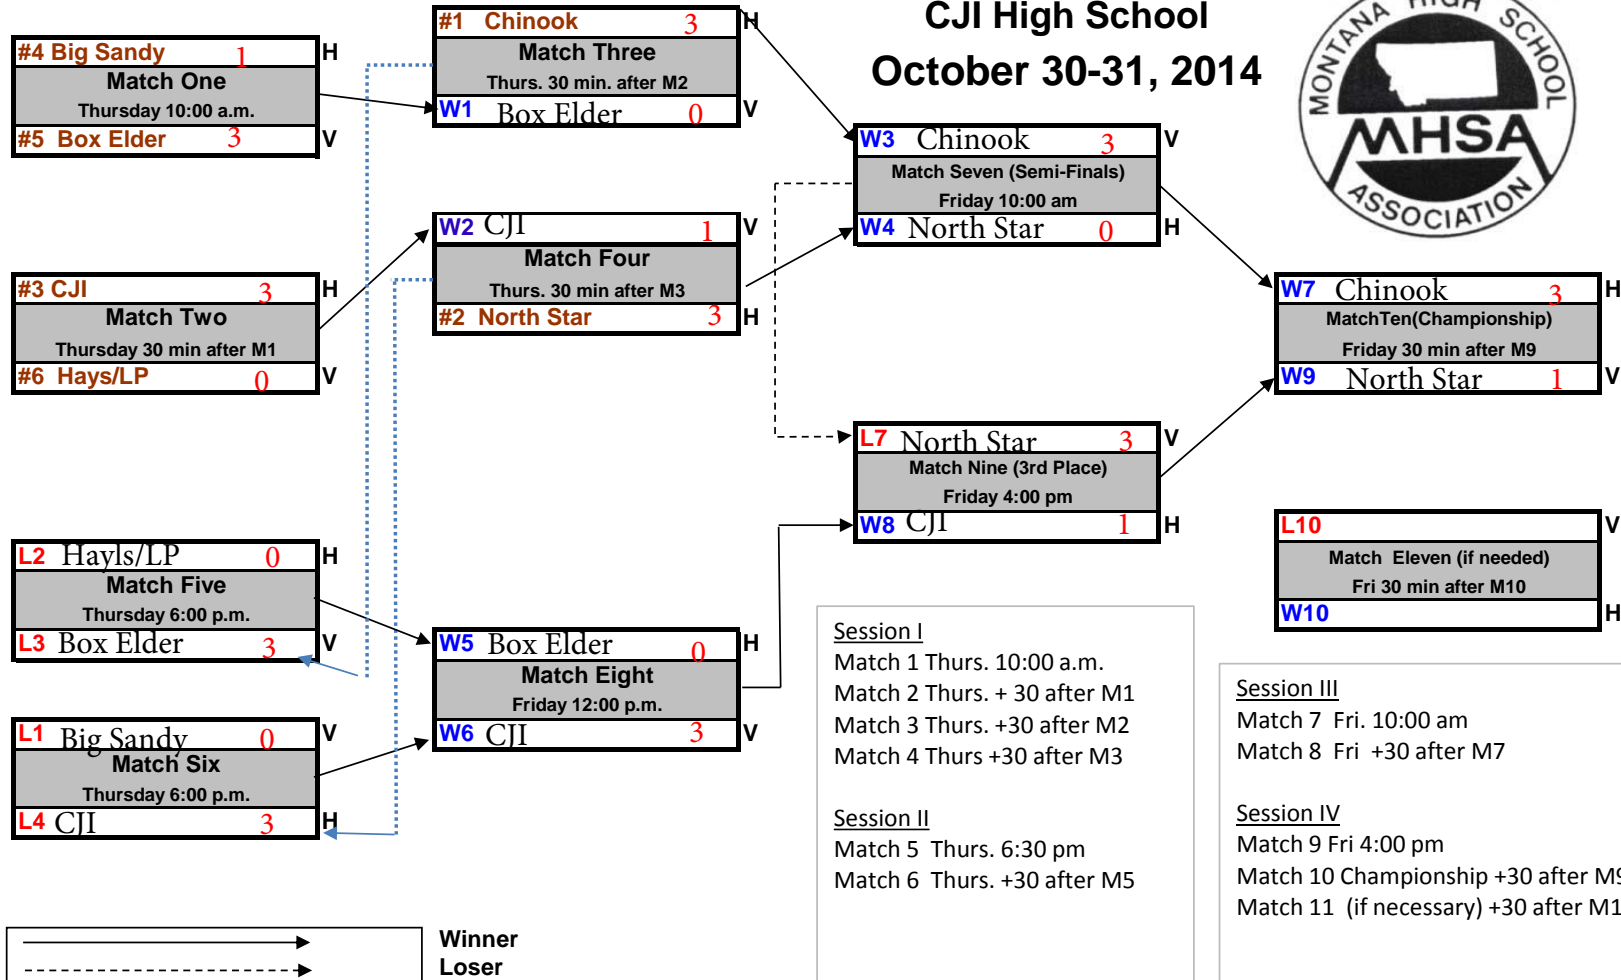 CJI High School
October 30-31, 2014
MONTANA HIGH SCHOOL
MHSA
ASSOCIATION
#4 Big Sandy 1 H
Match One
Thursday 10:00 a.m.
#5 Box Elder 3 V
#3 CJI 3 H
Match Two
Thursday 30 min after M1
#6 Hays/LP 0 V
L2 Hayls/LP 0 H
Match Five
Thursday 6:00 p.m.
L3 Box Elder 3 V
L1 Big Sandy 0 V
Match Six
Thursday 6:00 p.m.
L4 CJI 3 H
#1 Chinook 3 H
Match Three
Thurs. 30 min. after M2
W1 Box Elder 0 V
W2 CJI 1 V
Match Four
Thurs. 30 min after M3
#2 North Star 3 H
W5 Box Elder 0 H
Match Eight
Friday 12:00 p.m.
W6 CJI 3 V
W3 Chinook 3 V
Match Seven (Semi-Finals)
Friday 10:00 am
W4 North Star 0 H
L7 North Star 3 V
Match Nine (3rd Place)
Friday 4:00 pm
W8 CJI 1 H
W7 Chinook 3 H
MatchTen(Championship)
Friday 30 min after M9
W9 North Star 1 V
L10 V
Match Eleven (if needed)
Fri 30 min after M10
W10 H
Session I
Match 1 Thurs. 10:00 a.m.
Match 2 Thurs. + 30 after M1
Match 3 Thurs. +30 after M2
Match 4 Thurs +30 after M3
Session II
Match 5 Thurs. 6:30 pm
Match 6 Thurs. +30 after M5
Session III
Match 7 Fri. 10:00 am
Match 8 Fri +30 after M7
Session IV
Match 9 Fri 4:00 pm
Match 10 Championship +30 after M9
Match 11 (if necessary) +30 after M1
Winner
Loser